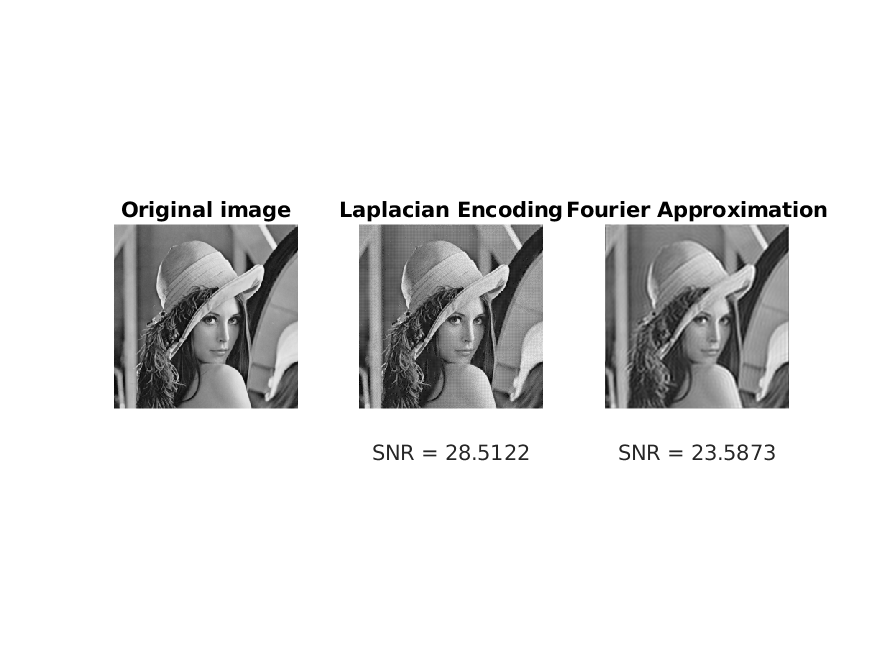 Original image
Laplacian Encoding
Fourier Approximation
SNR = 28.5122
SNR = 23.5873